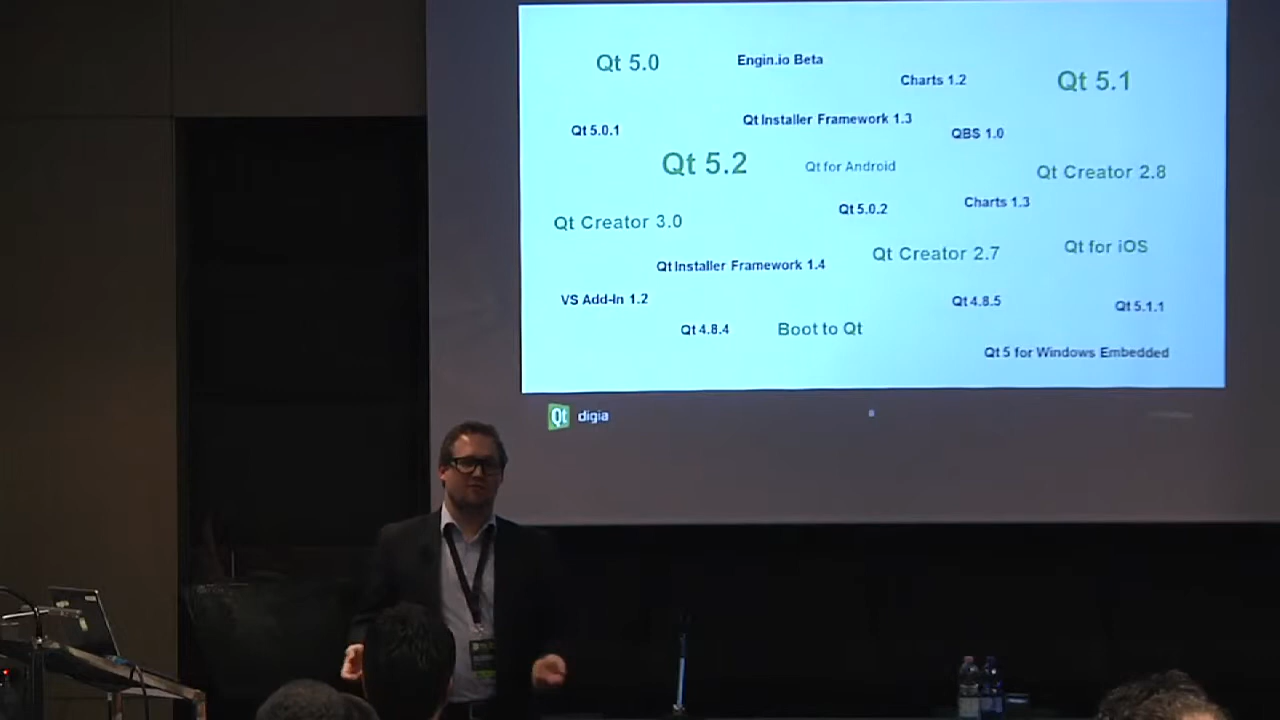 Qt 5.0
Engin.io Beta
Charts 1.2
Qt 5.1
Qt 5.0.1
Qt Installer Framework 1.3
QBS 1.0
Qt 5.2
Qt for Android
Qt Creator 2.8
Qt Creator 3.0
Qt 5.0.2
Charts 1.3
Qt Installer Framework 1.4
Qt Creator 2.7
Qt for iOS
VS Add-In 1.2
Qt 4.8.4
Boot to Qt
Qt 4.8.5
Qt 5.1.1
Qt 5 for Windows Embedded
Qt digia